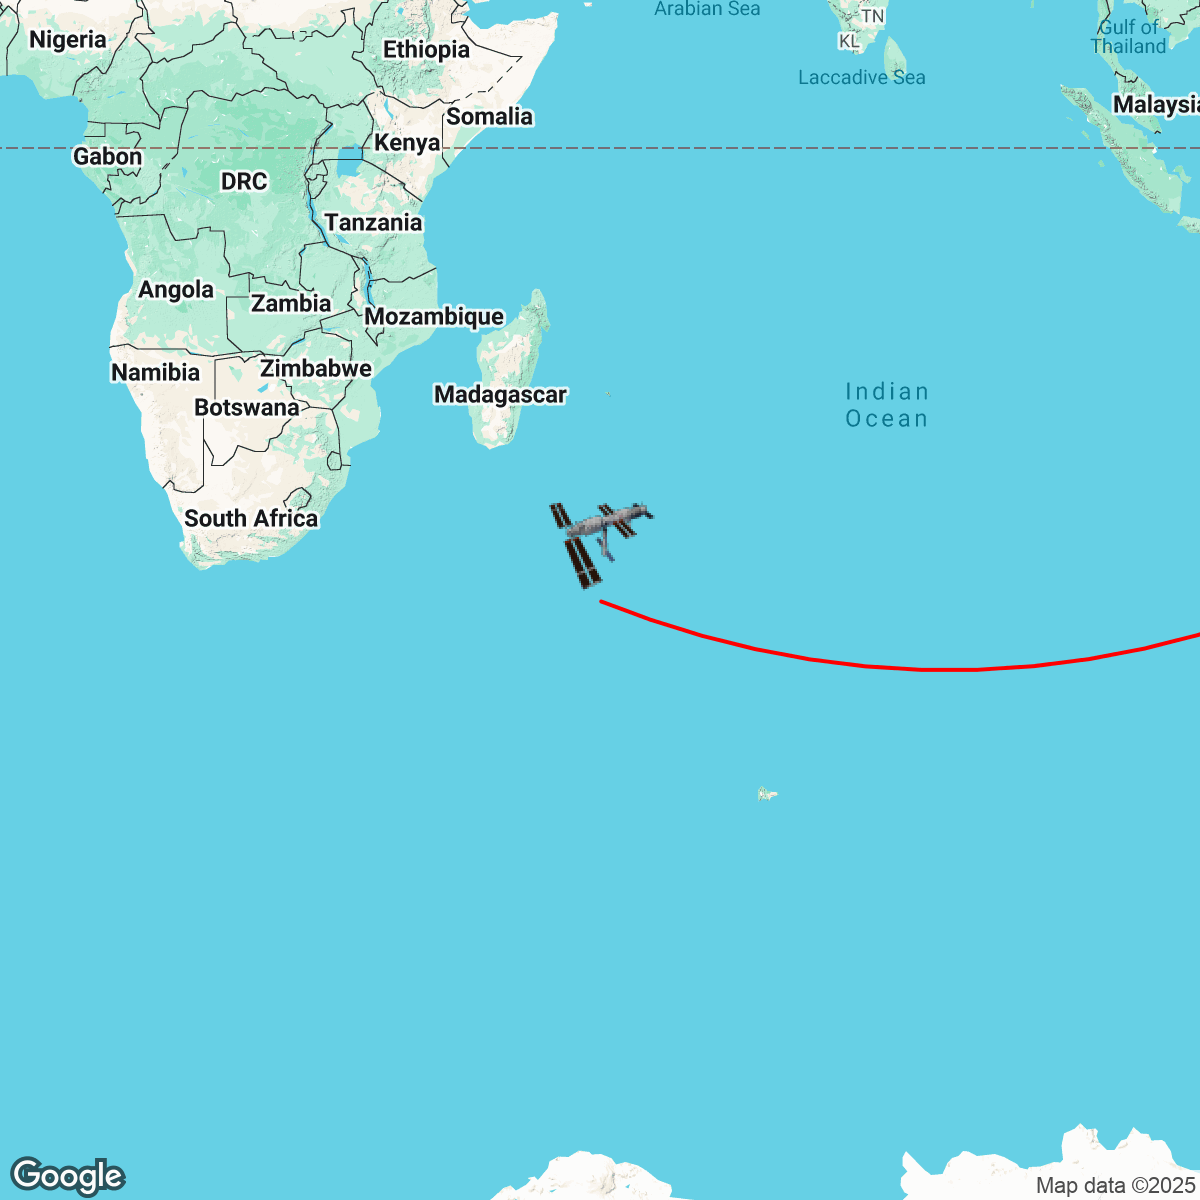 Arabian Sea
TN
Nigeria
KL
Ethiopia
Gulf of
Thailand
Laccadive Sea
Malaysia
Somalia
Kenya
Gabon
DRC
Tanzania
Angola
Zambia
Mozambique
Namibia
Zimbabwe
Botswana
Madagascar
Indian
Ocean
South Africa
Google
Map data ©2025